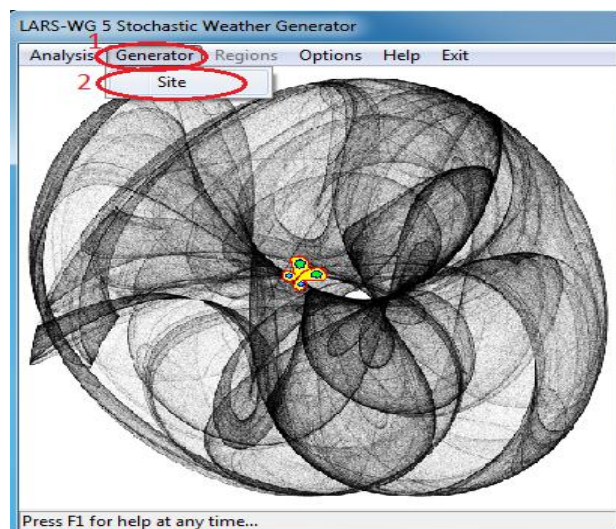 LARS-WG 5 Stochastic Weather Generator
1
Analysis Generator Regions Options Help Exit
2 Site
Press F1 for help at any time...